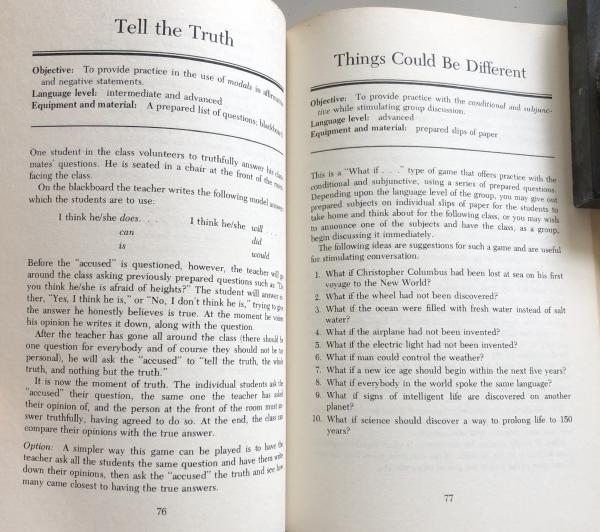 Tell the Truth
Objective: To provide practice in the use of modals in affirmative
and negative statements.
Language level: intermediate and advanced
Equipment and material: A prepared list of questions; blackboard
One student in the class volunteers to truthfully answer his class-
mates' questions. He is seated in a chair at the front of the room
facing the class.
On the blackboard the teacher writes the following model answers
which the students are to use:
I think he/she does. . . . I think he/she will . . .
can did
is would
Before the "accused" is questioned, however, the teacher will go
around the class asking previously prepared questions such as "Do
you think he/she is afraid of heights?" The student will answer ei-
ther, "Yes, I think he is," or "No, I don't think he is," trying to give
the answer he honestly believes is true. At the moment he voices
his opinion he writes it down, along with the question.
After the teacher has gone all around the class (there should be
one question for everybody and of course they should not be too
personal), he will ask the "accused" to "tell the truth, the whole
truth, and nothing but the truth."
It is now the moment of truth. The individual students ask the
"accused" their question, the same one the teacher has asked
their opinion of, and the person at the front of the room must an-
swer truthfully, having agreed to do so. At the end, the class can
compare their opinions with the true answer.
Option: A simpler way this game can be played is to have the
teacher ask all the students the same question and have them write
down their opinions, then ask the "accused" the truth and see how
many came closest to having the true answers.
76
Things Could Be Different
Objective: To provide practice with the conditional and subjunc-
tive while stimulating group discussion.
Language level: advanced
Equipment and material: prepared slips of paper
This is a "What if . . ." type of game that offers practice with the
conditional and subjunctive, using a series of prepared questions.
Depending upon the language level of the group, you may give out
prepared subjects on individual slips of paper for the students to
take home and think about for the following class, or you may wish
to announce one of the subjects and have the class, as a group,
begin discussing it immediately.
The following ideas are suggestions for such a game and are useful
for stimulating conversation.
1. What if Christopher Columbus had been lost at sea on his first
voyage to the New World?
2. What if the wheel had not been discovered?
3. What if the ocean were filled with fresh water instead of salt
water?
4. What if the airplane had not been invented?
5. What if the electric light had not been invented?
6. What if man could control the weather?
7. What if a new ice age should begin within the next five years?
8. What if everybody in the world spoke the same language?
9. What if signs of intelligent life are discovered on another
planet?
10. What if science should discover a way to prolong life to 150
years?
77